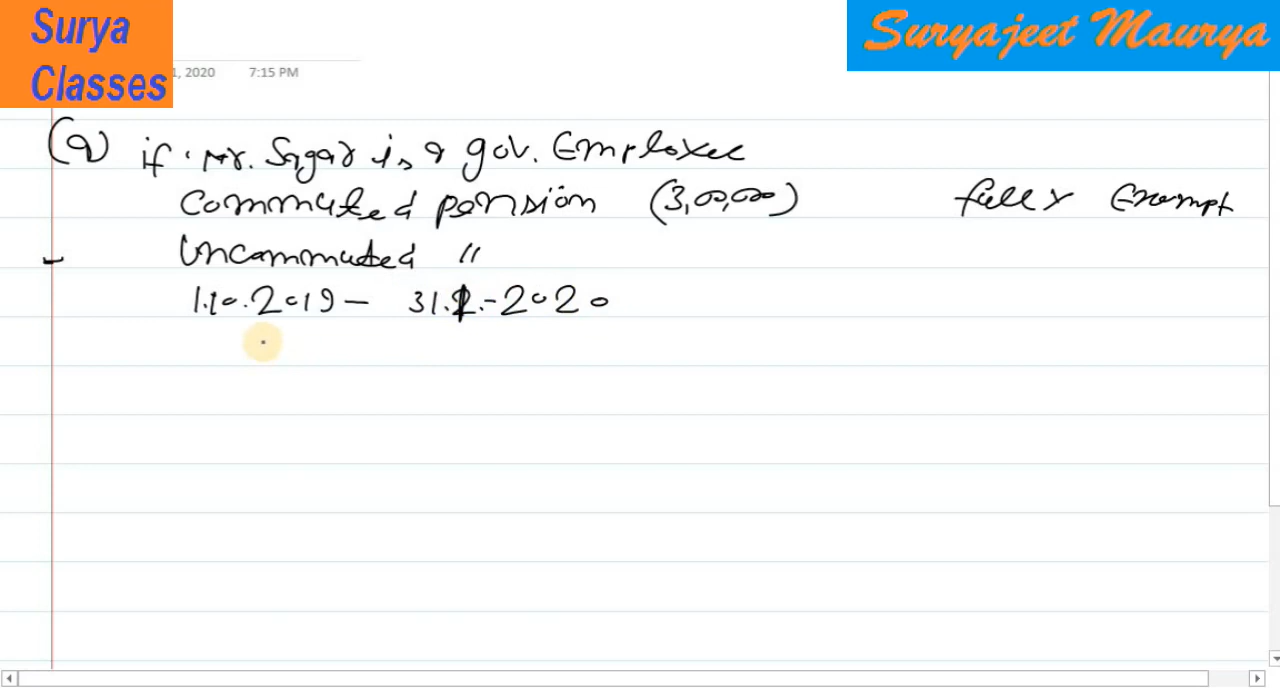 Surya
Classes
Suryajeet Maurya
1, 2020 7:15 PM
(a) if Mr. Sagar is a gov. Employee
Commuted pension (3,00,000) fully Exempt
- Uncommuted "
1.10.2019 - 31.1.-2020